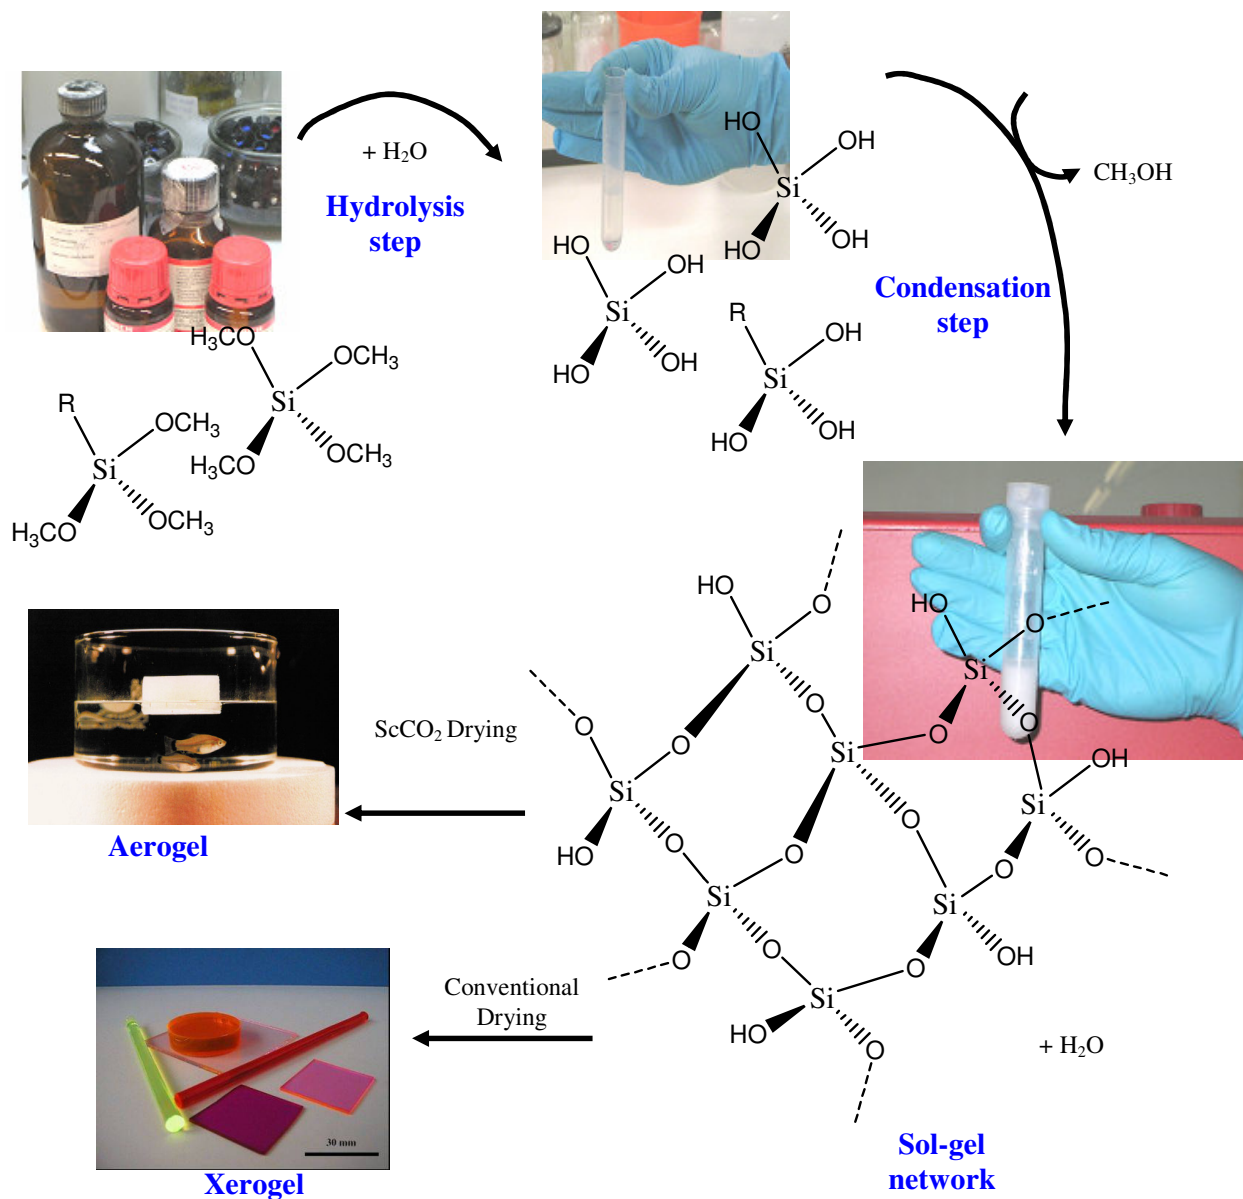 + H₂O
Hydrolysis
step
HO
OH
Si
HO
OH
HO
OH
Si
HO
OH
R
OH
Si
HO
OH
CH₃OH
Condensation
step
H₃CO
OCH₃
Si
H₃CO
OCH₃
R
OCH₃
Si
H₃CO
OCH₃
HO
O
Si
O
O
O
Si
HO
O
Si
O
O
HO
O
Si
O
O
OH
Si
O
O
O
O
Si
O
Si
OH
O
O
Si
HO
O
ScCO₂ Drying
Aerogel
Conventional
Drying
30 mm
Xerogel
+ H₂O
Sol-gel
network